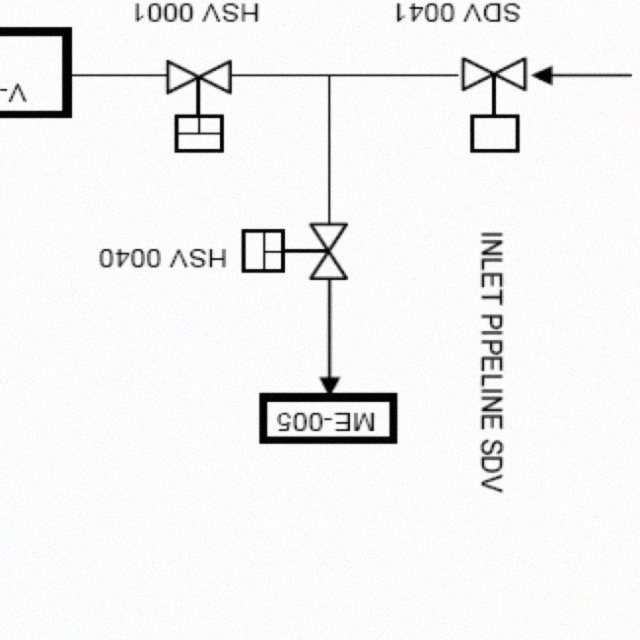 HSV 0001
SDV 0041
V-
HSV 0040
INLET PIPELINE SDV
ME-005